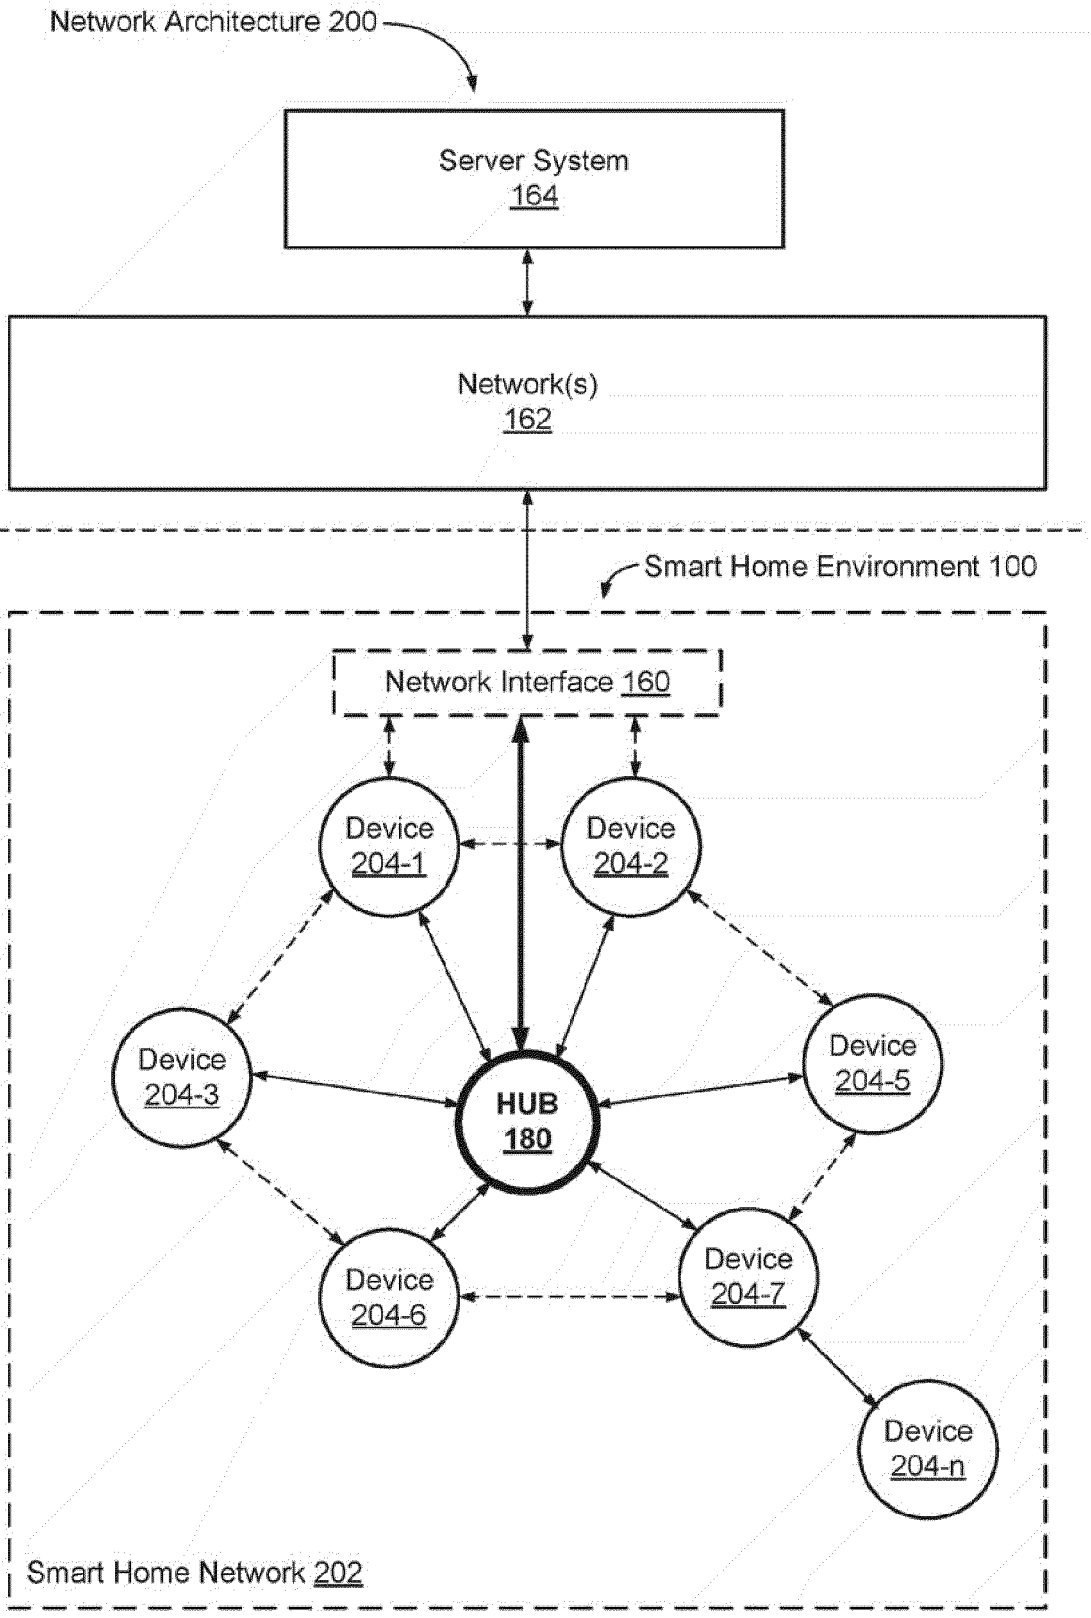 Network Architecture 200
Server System
164
Network(s)
162
Smart Home Environment 100
Network Interface 160
Device
204-1
Device
204-2
Device
204-3
Device
204-5
HUB
180
Device
204-6
Device
204-7
Device
204-n
Smart Home Network 202